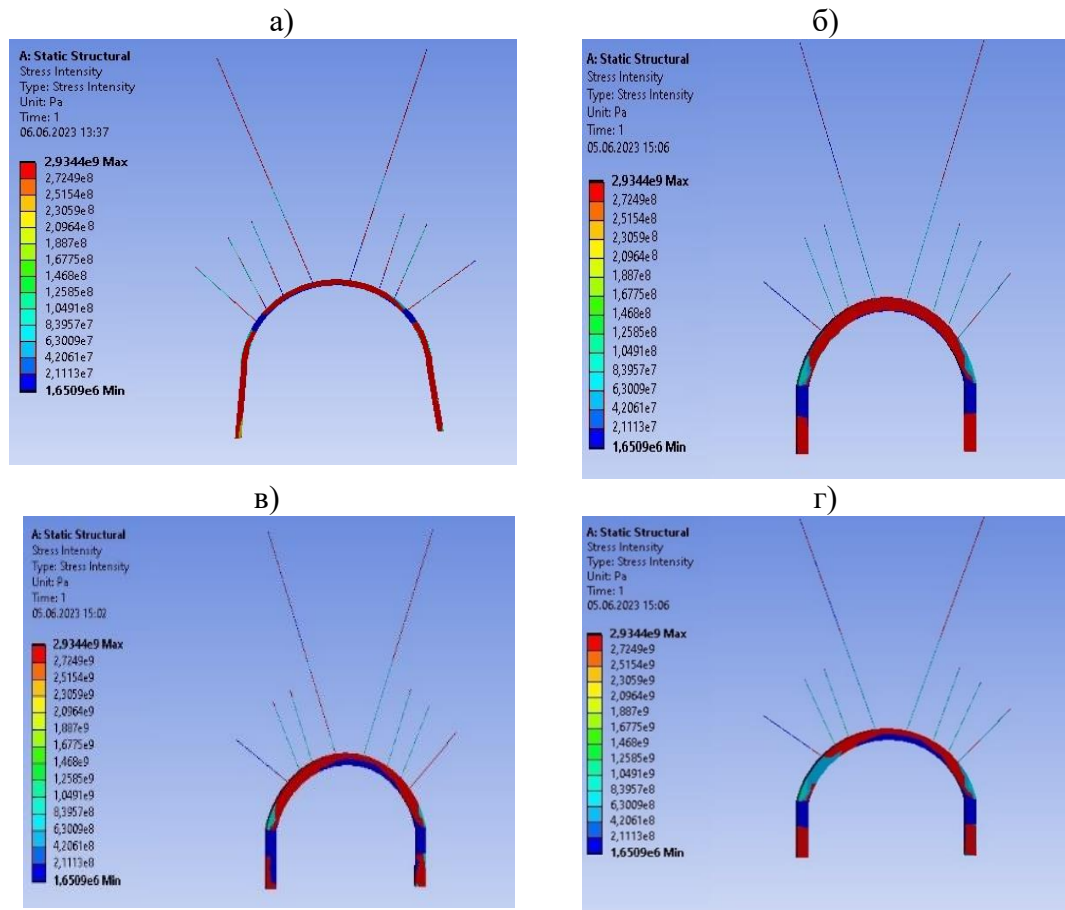 а)
A: Static Structural
Stress Intensity
Type: Stress Intensity
Unit: Pa
Time: 1
06.06.2023 13:37
2,9344e9 Max
2,7249e8
2,5154e8
2,3059e8
2,0964e8
1,887e8
1,6775e8
1,468e8
1,2585e8
1,0491e8
8,3957e7
6,3009e7
4,2061e7
2,1113e7
1,6509e6 Min
б)
A: Static Structural
Stress Intensity
Type: Stress Intensity
Unit: Pa
Time: 1
05.06.2023 15:06
2,9344e9 Max
2,7249e8
2,5154e8
2,3059e8
2,0964e8
1,887e8
1,6775e8
1,468e8
1,2585e8
1,0491e8
8,3957e7
6,3009e7
4,2061e7
2,1113e7
1,6509e6 Min
в)
A: Static Structural
Stress Intensity
Type: Stress Intensity
Unit: Pa
Time: 1
05.06.2023 15:02
2,9344e9 Max
2,7249e9
2,5154e9
2,3059e9
2,0964e9
1,887e9
1,6775e9
1,468e9
1,2585e9
1,0491e9
8,3957e8
6,3009e8
4,2061e8
2,1113e8
1,6509e6 Min
г)
A: Static Structural
Stress Intensity
Type: Stress Intensity
Unit: Pa
Time: 1
05.06.2023 15:06
2,9344e9 Max
2,7249e9
2,5154e9
2,3059e9
2,0964e9
1,887e9
1,6775e9
1,468e9
1,2585e9
1,0491e9
8,3957e8
6,3009e8
4,2061e8
2,1113e8
1,6509e6 Min